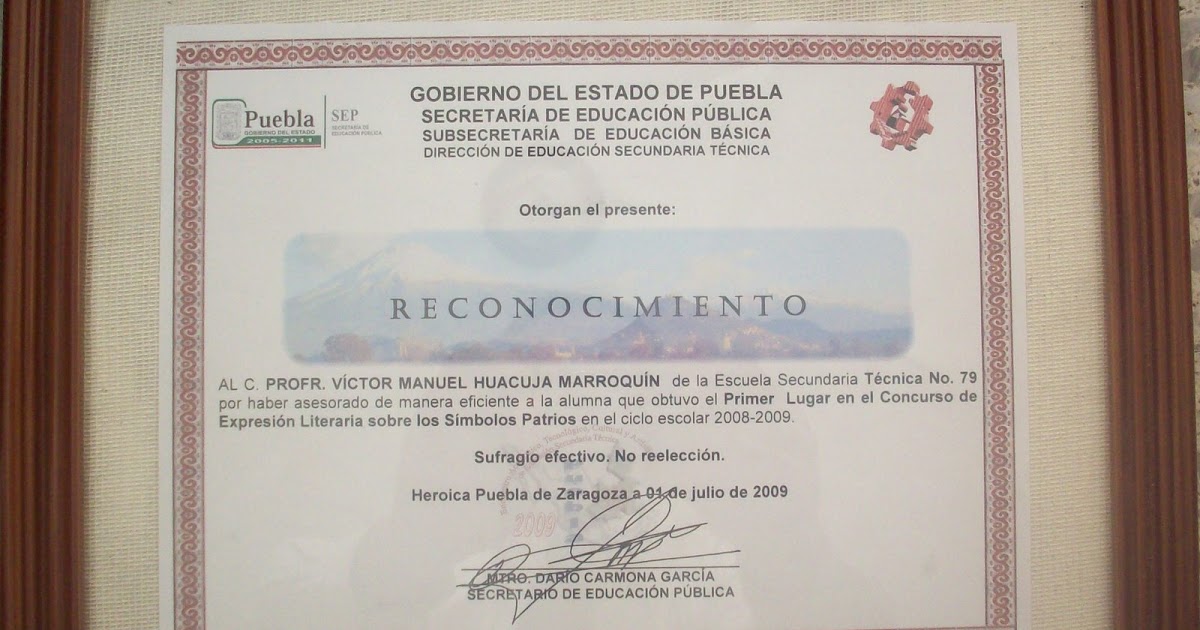 GOBIERNO DEL ESTADO DE PUEBLA
SECRETARÍA DE EDUCACIÓN PÚBLICA
SUBSECRETARÍA DE EDUCACIÓN BÁSICA
DIRECCIÓN DE EDUCACIÓN SECUNDARIA TÉCNICA
Puebla
GOBIERNO DEL ESTADO
2005-2011
SEP
SECRETARÍA DE
EDUCACIÓN PÚBLICA
Otorgan el presente:
RECONOCIMIENTO
AL C. PROFR. VÍCTOR MANUEL HUACUJA MARROQUÍN de la Escuela Secundaria Técnica No. 79
por haber asesorado de manera eficiente a la alumna que obtuvo el Primer Lugar en el Concurso de
Expresión Literaria sobre los Símbolos Patrios en el ciclo escolar 2008-2009.
Sufragio efectivo. No reelección.
Heroica Puebla de Zaragoza a 01 de julio de 2009
2009
MTRO. DARÍO CARMONA GARCÍA
SECRETARIO DE EDUCACIÓN PÚBLICA